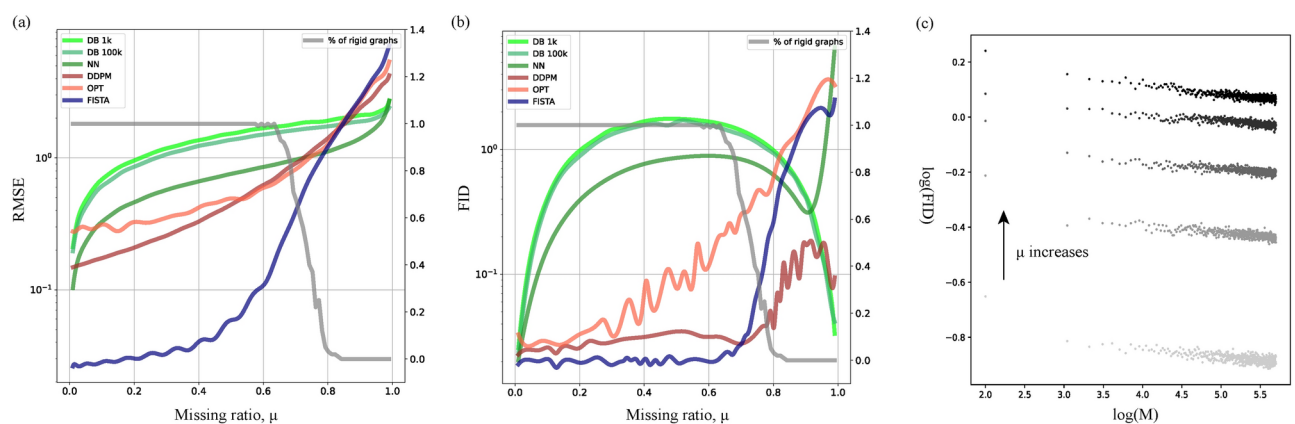 (a)
DB 1k
DB 100k
NN
DDPM
OPT
FISTA
% of rigid graphs
RMSE
10⁰
10⁻¹
1.4
1.2
1.0
0.8
0.6
0.4
0.2
0.0
0.0 0.2 0.4 0.6 0.8 1.0
Missing ratio, μ
(b)
DB 1k
DB 100k
NN
DDPM
OPT
FISTA
% of rigid graphs
FID
10⁰
10⁻¹
1.4
1.2
1.0
0.8
0.6
0.4
0.2
0.0
0.0 0.2 0.4 0.6 0.8 1.0
Missing ratio, μ
(c)
log(FID)
0.2
0.0
−0.2
−0.4
−0.6
−0.8
μ increases
2.0 2.5 3.0 3.5 4.0 4.5 5.0 5.5
log(M)